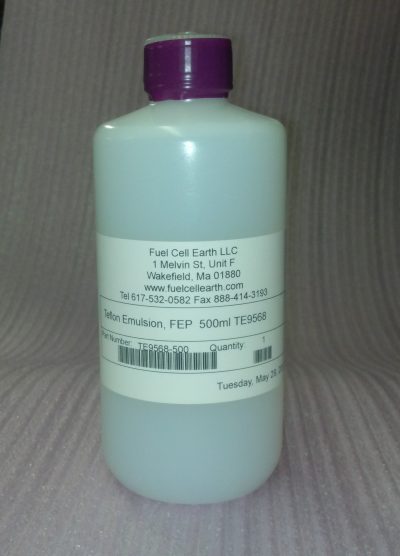 Fuel Cell Earth LLC
1 Melvin St, Unit F
Wakefield, Ma 01880
www.fuelcellearth.com
Tel 617-532-0582 Fax 888-414-3193
Teflon Emulsion, FEP 500ml TE9568
Part Number: TE9568-500 Quantity: 1
Tuesday, May 28,